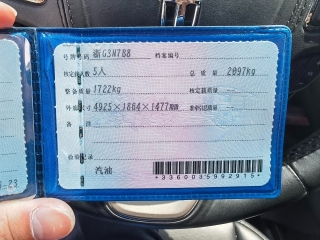 号牌号码 浙G3N788 档案编号
核定载人数 5人 总质量 2097kg
整备质量 1722kg 核定载质量
外廓尺寸 4925×1864×1477mm 准牵引总质量
备注
检验记录
汽油
*3360035992915*
-23